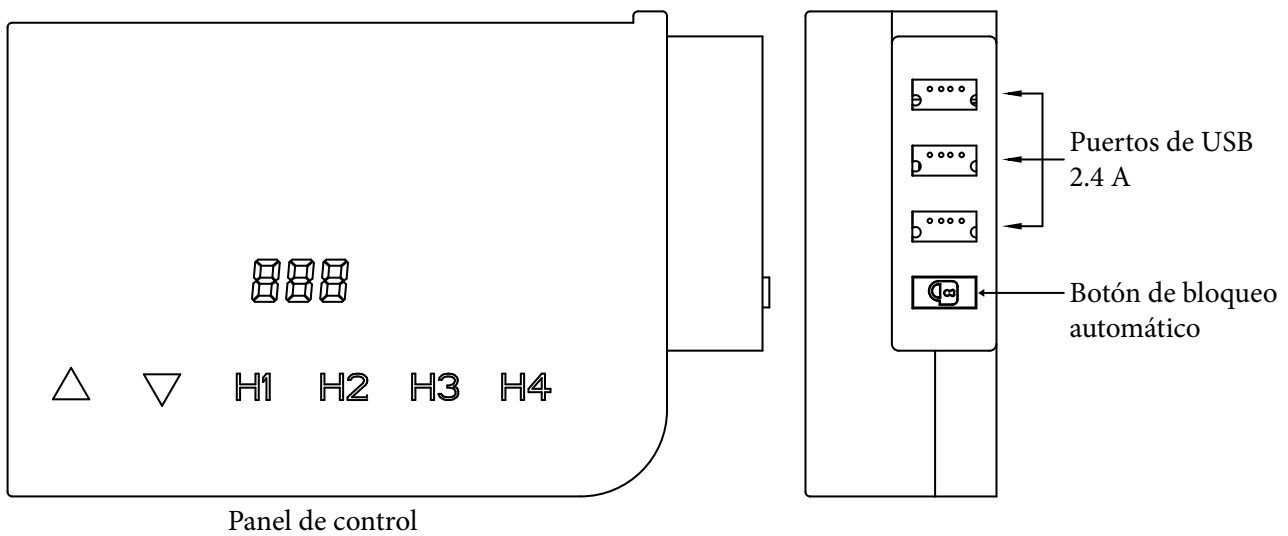 888
H1 H2 H3 H4
Panel de control
Puertos de USB
2.4 A
Botón de bloqueo
automático